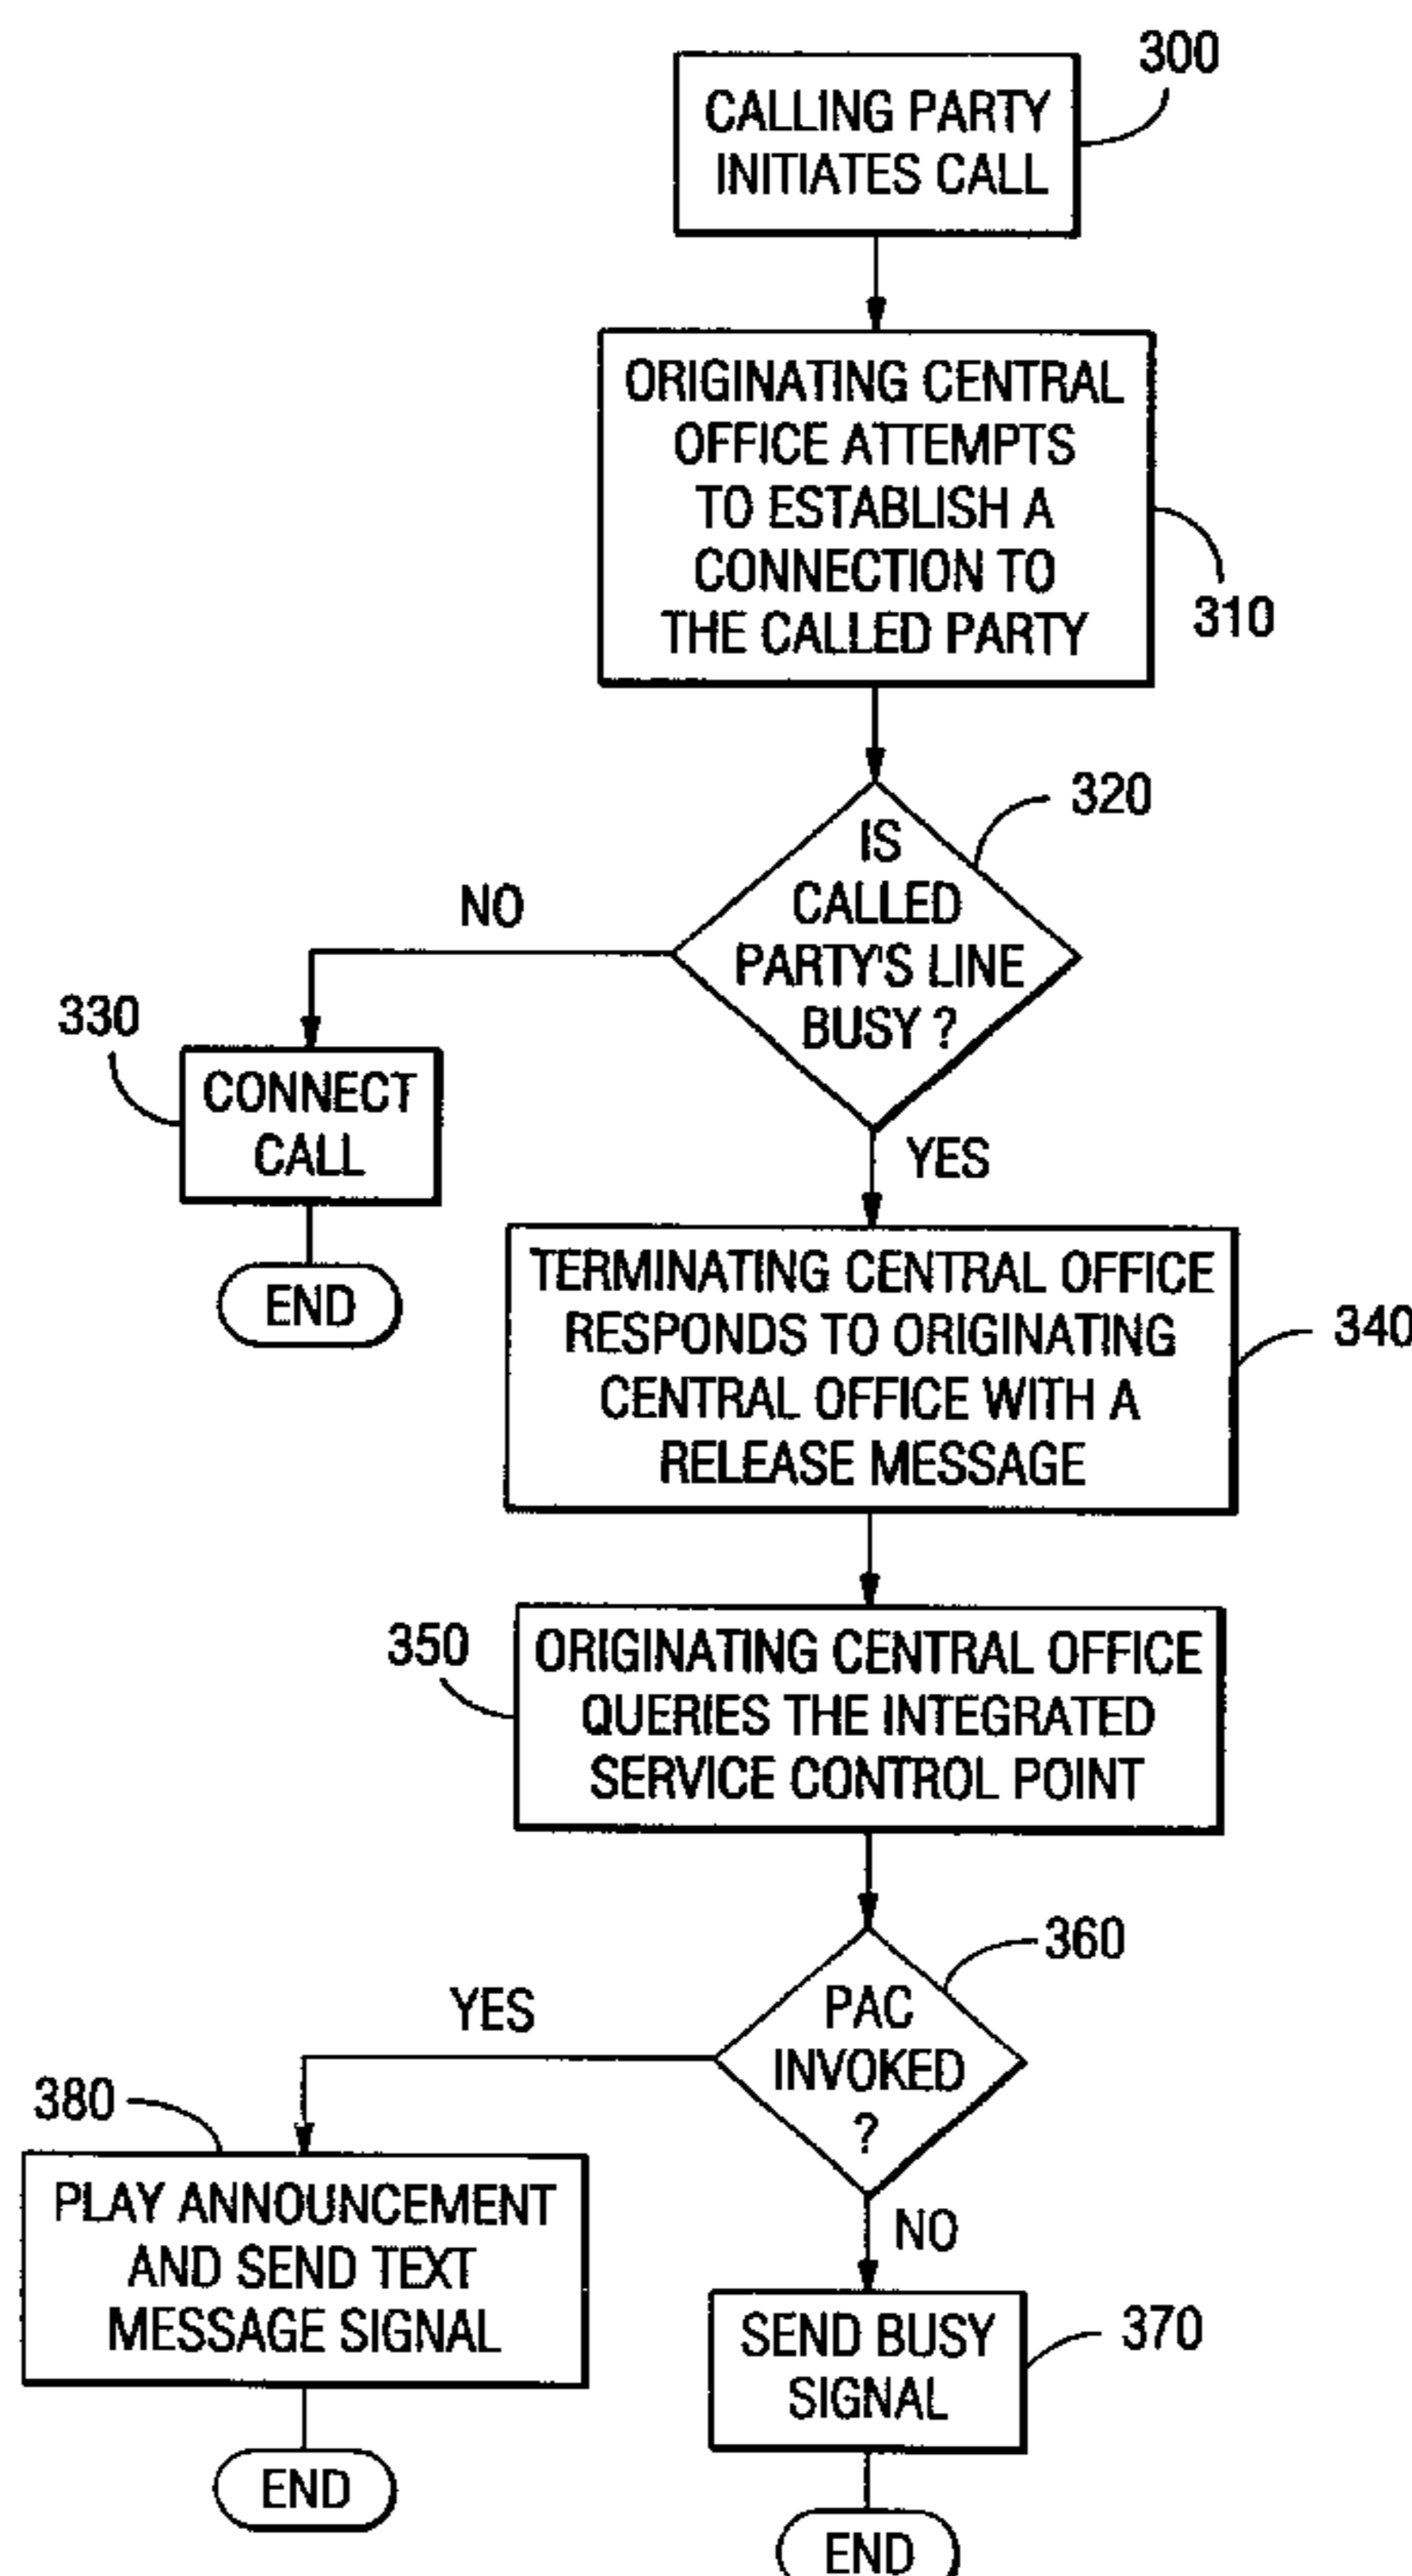 300
CALLING PARTY
INITIATES CALL
ORIGINATING CENTRAL
OFFICE ATTEMPTS
TO ESTABLISH A
CONNECTION TO
THE CALLED PARTY
310
320
IS
CALLED
PARTY'S LINE
BUSY ?
NO
330
CONNECT
CALL
END
YES
TERMINATING CENTRAL OFFICE
RESPONDS TO ORIGINATING
CENTRAL OFFICE WITH A
RELEASE MESSAGE
340
350
ORIGINATING CENTRAL OFFICE
QUERIES THE INTEGRATED
SERVICE CONTROL POINT
360
PAC
INVOKED
?
YES
380
PLAY ANNOUNCEMENT
AND SEND TEXT
MESSAGE SIGNAL
END
NO
SEND BUSY
SIGNAL
370
END